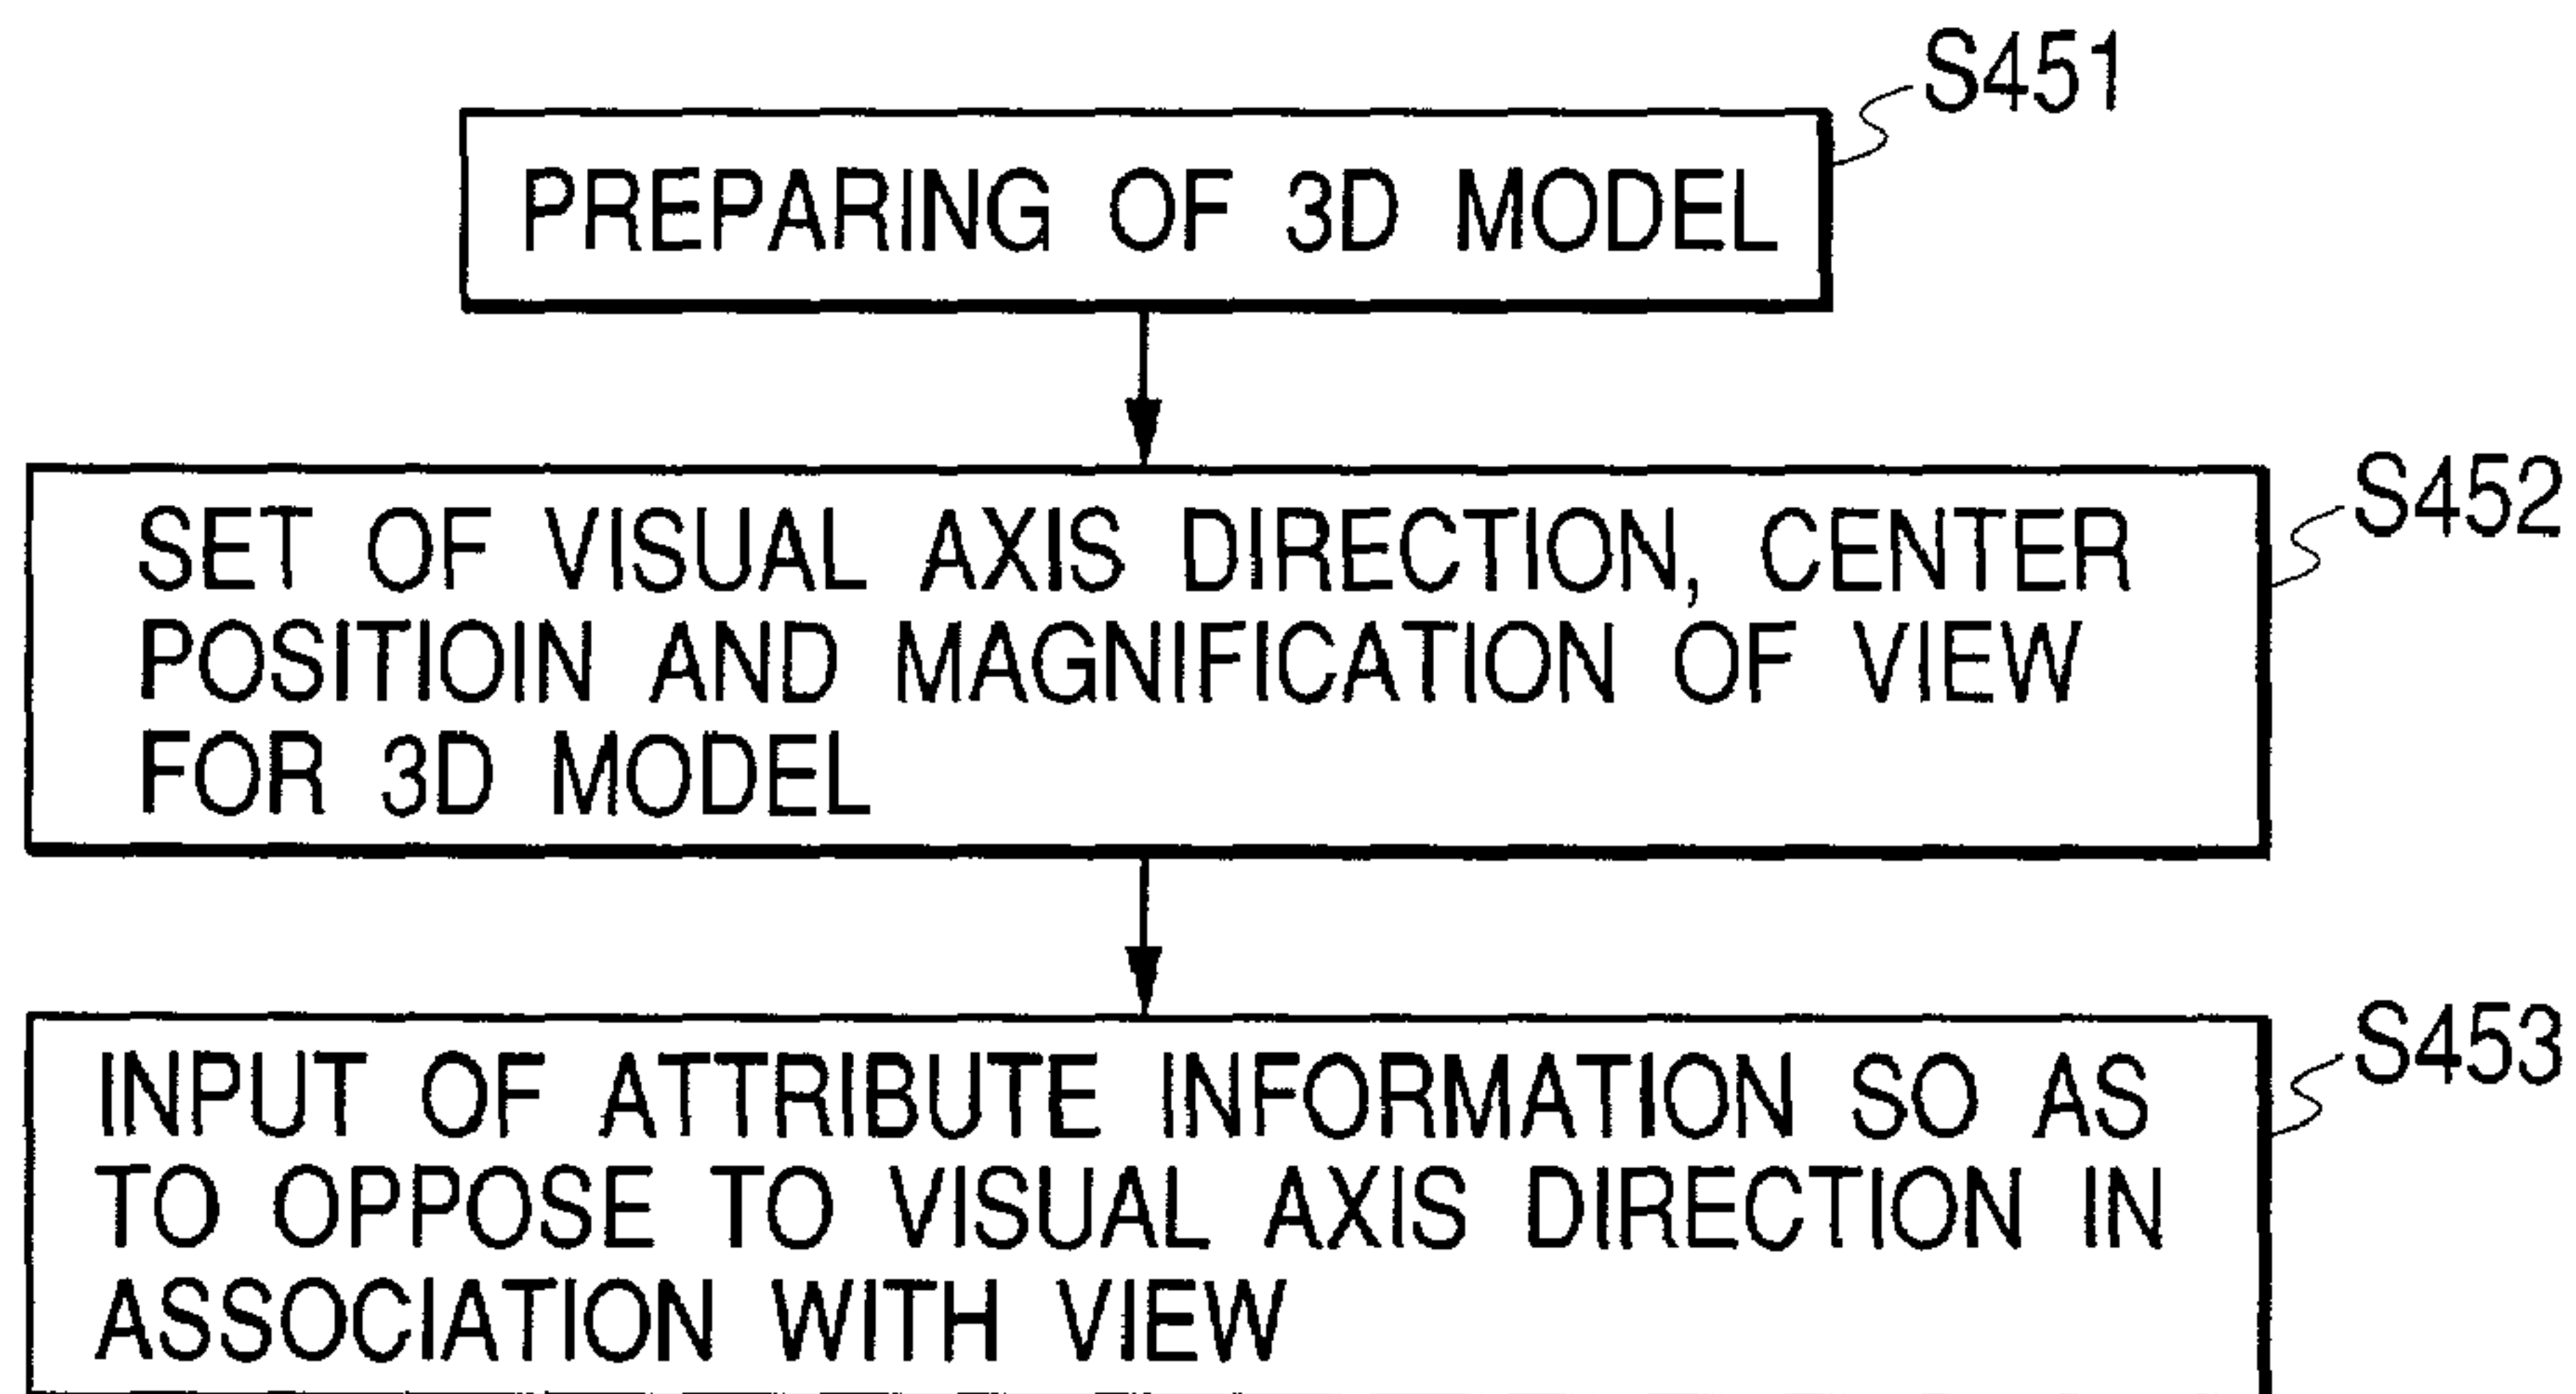 S451
PREPARING OF 3D MODEL
S452
SET OF VISUAL AXIS DIRECTION, CENTER
POSITIOIN AND MAGNIFICATION OF VIEW
FOR 3D MODEL
S453
INPUT OF ATTRIBUTE INFORMATION SO AS
TO OPPOSE TO VISUAL AXIS DIRECTION IN
ASSOCIATION WITH VIEW